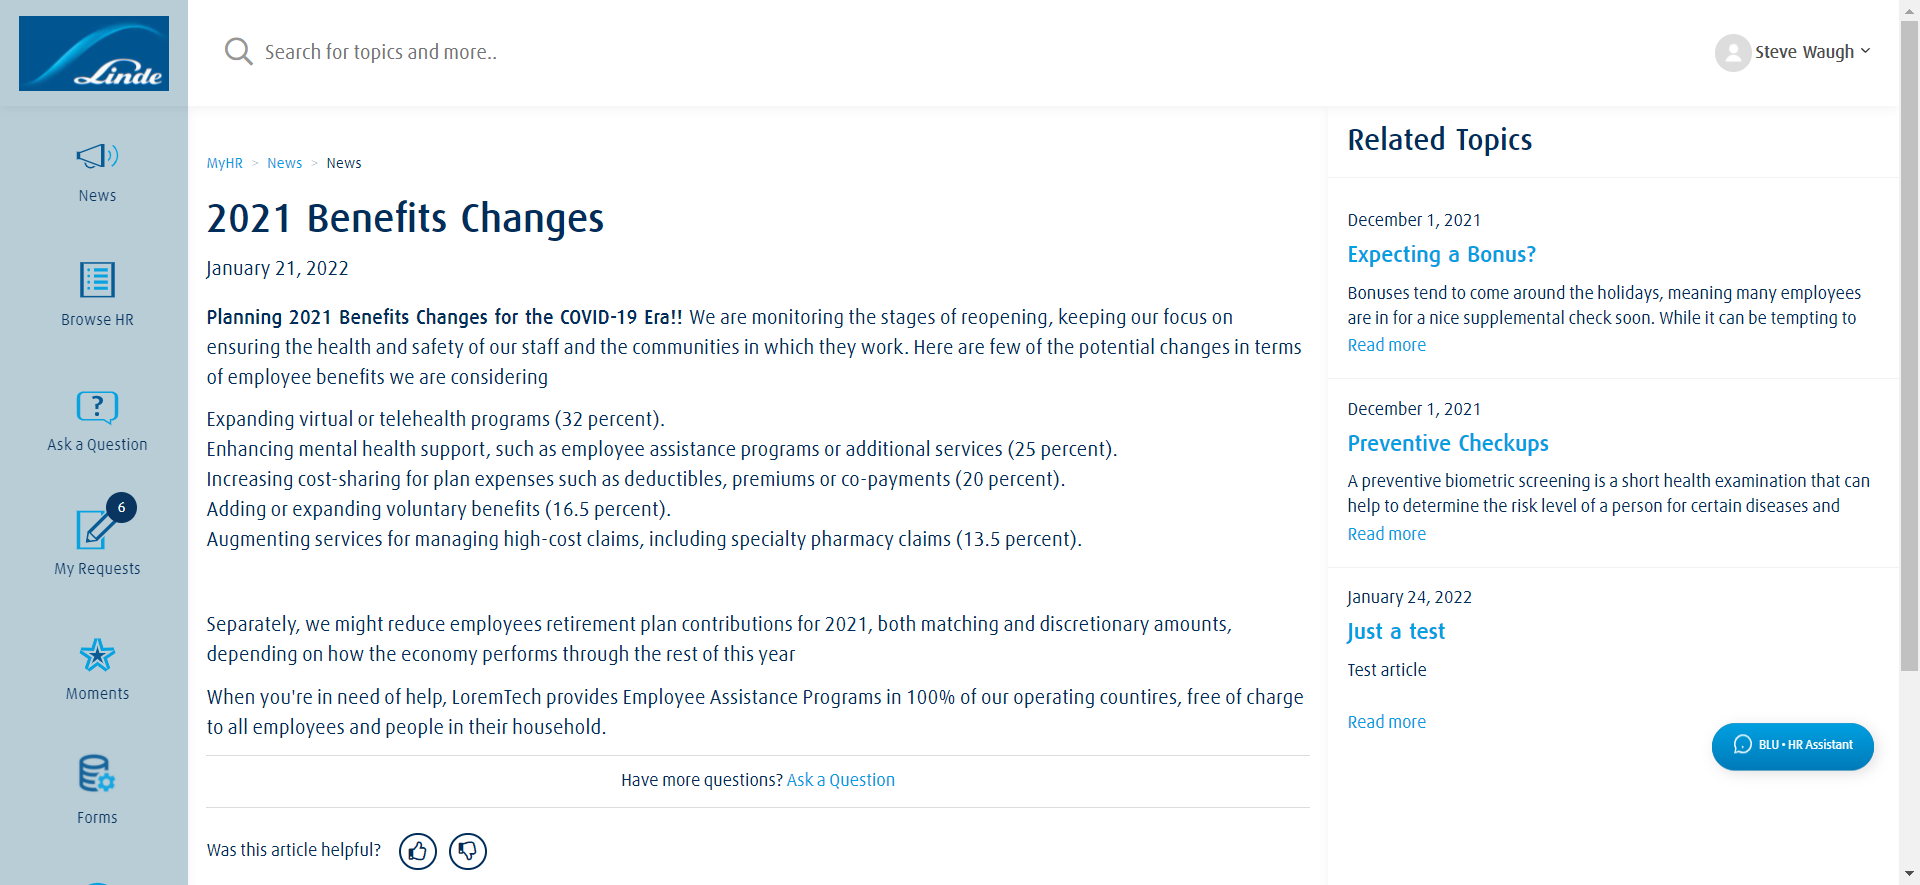 Linde
Search for topics and more..
Steve Waugh
News
Browse HR
Ask a Question
6
My Requests
Moments
Forms
MyHR > News > News
2021 Benefits Changes
January 21, 2022
Planning 2021 Benefits Changes for the COVID-19 Era!! We are monitoring the stages of reopening, keeping our focus on
ensuring the health and safety of our staff and the communities in which they work. Here are few of the potential changes in terms
of employee benefits we are considering
Expanding virtual or telehealth programs (32 percent).
Enhancing mental health support, such as employee assistance programs or additional services (25 percent).
Increasing cost-sharing for plan expenses such as deductibles, premiums or co-payments (20 percent).
Adding or expanding voluntary benefits (16.5 percent).
Augmenting services for managing high-cost claims, including specialty pharmacy claims (13.5 percent).
Separately, we might reduce employees retirement plan contributions for 2021, both matching and discretionary amounts,
depending on how the economy performs through the rest of this year
When you're in need of help, LoremTech provides Employee Assistance Programs in 100% of our operating countires, free of charge
to all employees and people in their household.
Have more questions? Ask a Question
Was this article helpful?
Related Topics
December 1, 2021
Expecting a Bonus?
Bonuses tend to come around the holidays, meaning many employees
are in for a nice supplemental check soon. While it can be tempting to
Read more
December 1, 2021
Preventive Checkups
A preventive biometric screening is a short health examination that can
help to determine the risk level of a person for certain diseases and
Read more
January 24, 2022
Just a test
Test article
Read more
BLU • HR Assistant